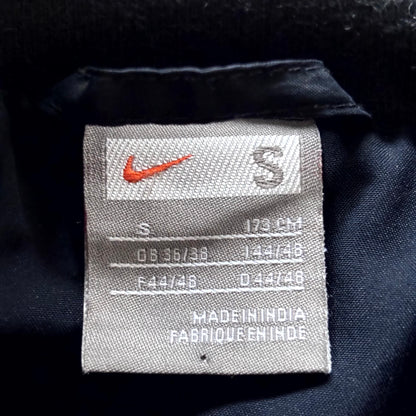 S
S 173 CM
GB 36/38 I 44/46
F 44/46 D 44/46
MADE IN INDIA
FABRIQUE EN INDE